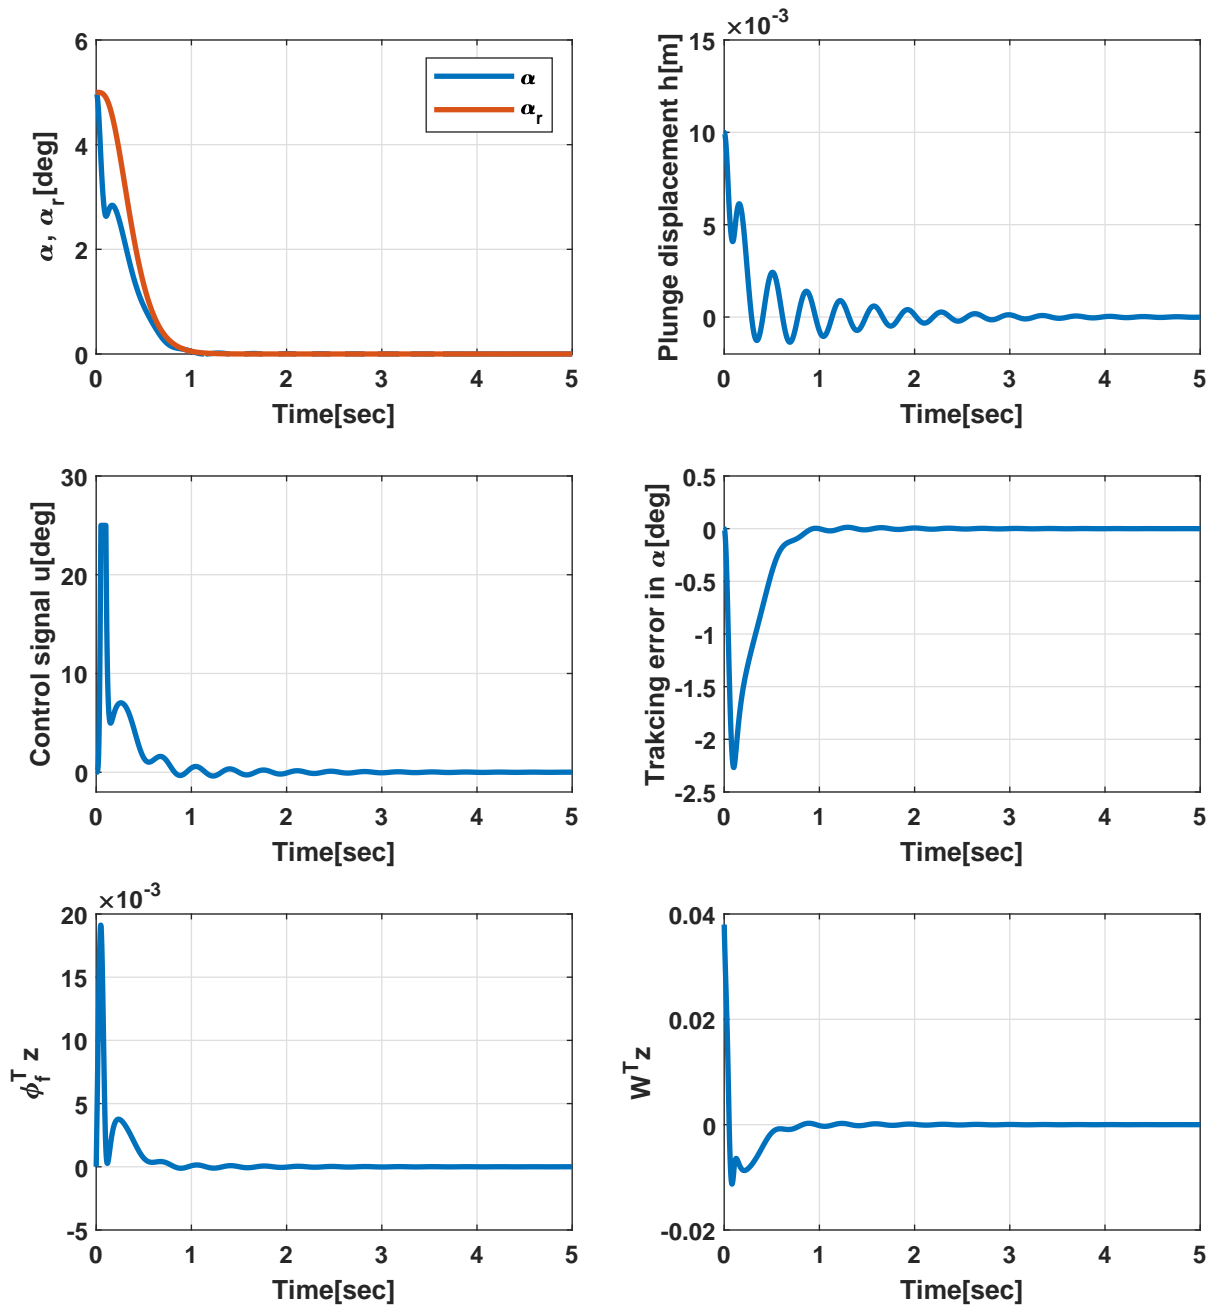 6
4
2
0
α, α_r[deg]
α
α_r
0 1 2 3 4 5
Time[sec]
×10^-3
15
10
5
0
Plunge displacement h[m]
0 1 2 3 4 5
Time[sec]
30
20
10
0
Control signal u[deg]
0 1 2 3 4 5
Time[sec]
0.5
0
-0.5
-1
-1.5
-2
-2.5
Trakcing error in α[deg]
0 1 2 3 4 5
Time[sec]
×10^-3
20
15
10
5
0
-5
ϕ_f^T z
0 1 2 3 4 5
Time[sec]
0.04
0.02
0
-0.02
W^T z
0 1 2 3 4 5
Time[sec]